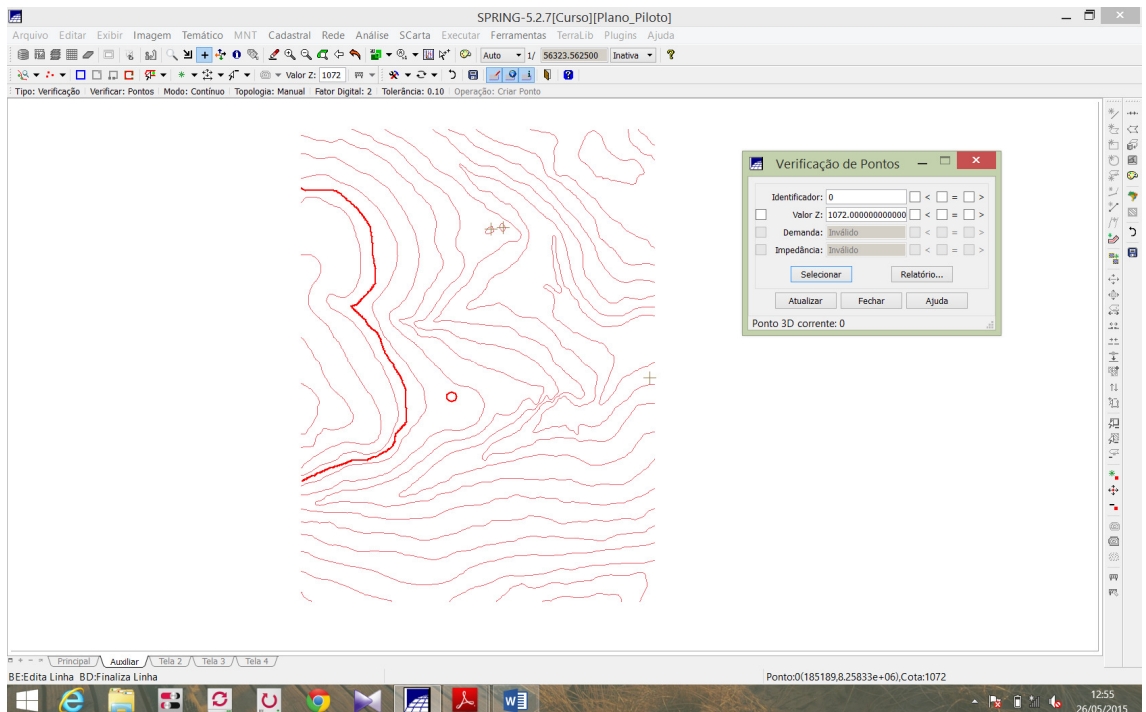 SPRING-5.2.7[Curso][Plano_Piloto]
Arquivo Editar Exibir Imagem Temático MNT Cadastral Rede Análise SCarta Executar Ferramentas TerraLib Plugins Ajuda
Auto 1/ 56323.562500 Inativa
Valor Z: 1072
Tipo: Verificação Verificar: Pontos Modo: Contínuo Topologia: Manual Fator Digital: 2 Tolerância: 0.10 Operação: Criar Ponto
Verificação de Pontos
Identificador: 0 < = >
Valor Z: 1072.000000000000 < = >
Demanda: Inválido < = >
Impedância: Inválido < = >
Selecionar Relatório...
Atualizar Fechar Ajuda
Ponto 3D corrente: 0
Principal Auxiliar Tela 2 Tela 3 Tela 4
BE:Edita Linha BD:Finaliza Linha Ponto:0(185189,8.25833e+06),Cota:1072
12:55
26/05/2015